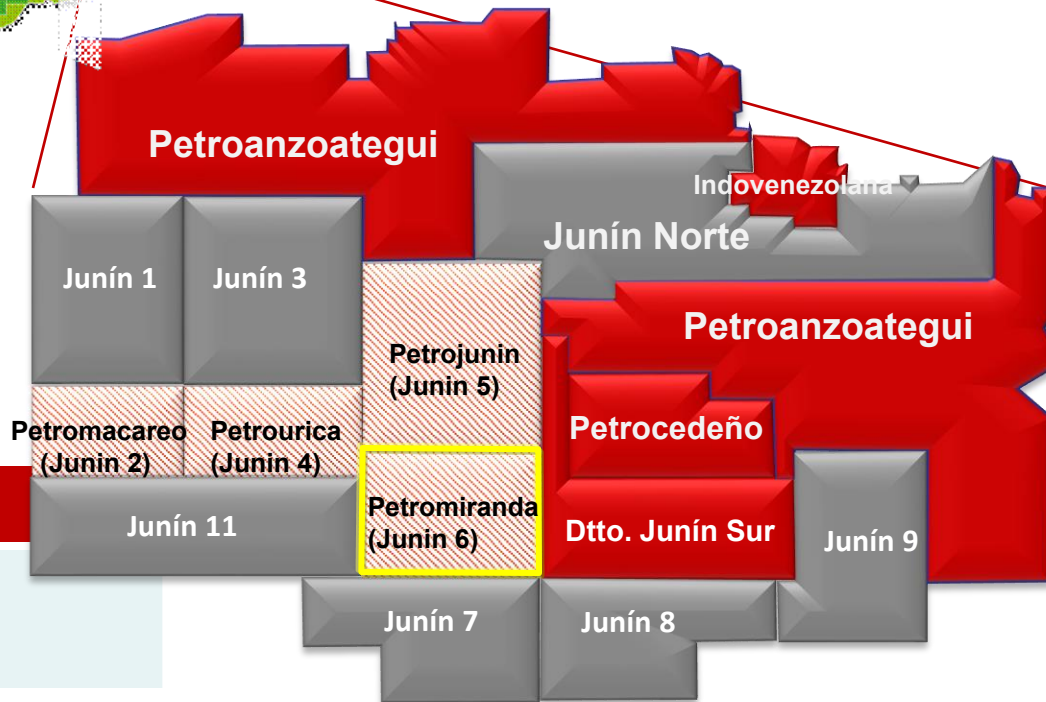 Petroanzoategui
Indovenezolana
Junín Norte
Junín 1
Junín 3
Petroanzoategui
Petrojunin
(Junin 5)
Petromacareo
(Junin 2)
Petrourica
(Junin 4)
Petrocedeño
Petromiranda
(Junin 6)
Junín 11
Dtto. Junín Sur
Junín 9
Junín 7
Junín 8